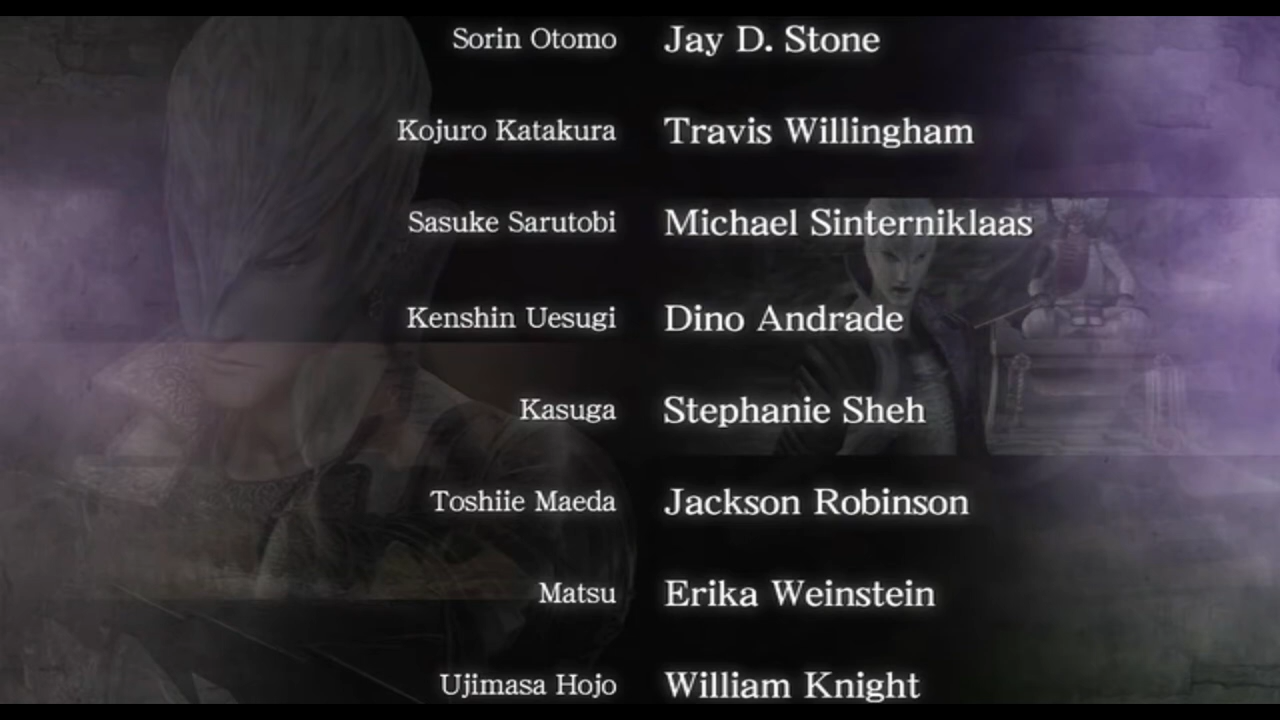 Sorin Otomo Jay D. Stone
Kojuro Katakura Travis Willingham
Sasuke Sarutobi Michael Sinterniklaas
Kenshin Uesugi Dino Andrade
Kasuga Stephanie Sheh
Toshiie Maeda Jackson Robinson
Matsu Erika Weinstein
Ujimasa Hojo William Knight